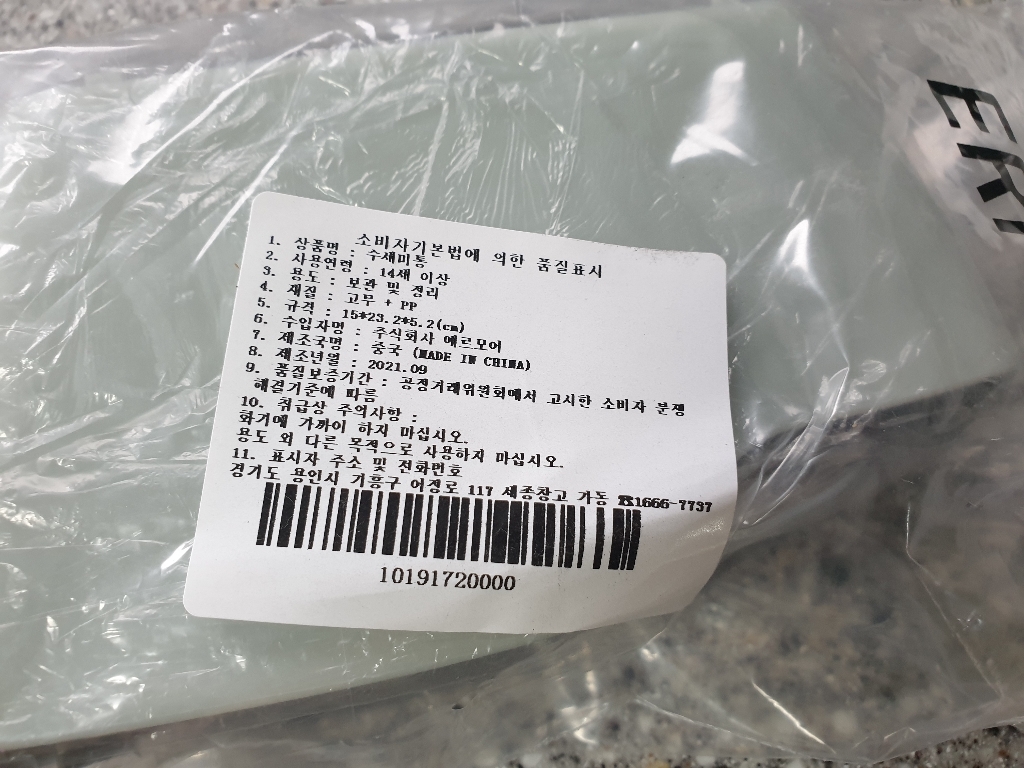 소비자기본법에 의한 품질표시
1. 상품명 : 수세미통
2. 사용연령 : 14세 이상
3. 용도 : 보관 및 정리
4. 재질 : 고무 + PP
5. 규격 : 15*23.2*5.2(cm)
6. 수입자명 : 주식회사 에르모어
7. 제조국명 : 중국 (MADE IN CHINA)
8. 제조년월 : 2021.09
9. 품질보증기간 : 공정거래위원회에서 고시한 소비자 분쟁
해결기준에 따름
10. 취급상 주의사항 :
화기에 가까이 하지 마십시오.
용도 외 다른 목적으로 사용하지 마십시오.
11. 표시자 주소 및 전화번호
경기도 용인시 기흥구 어정로 117 세종창고 가동 ☎1666-7737
10191720000